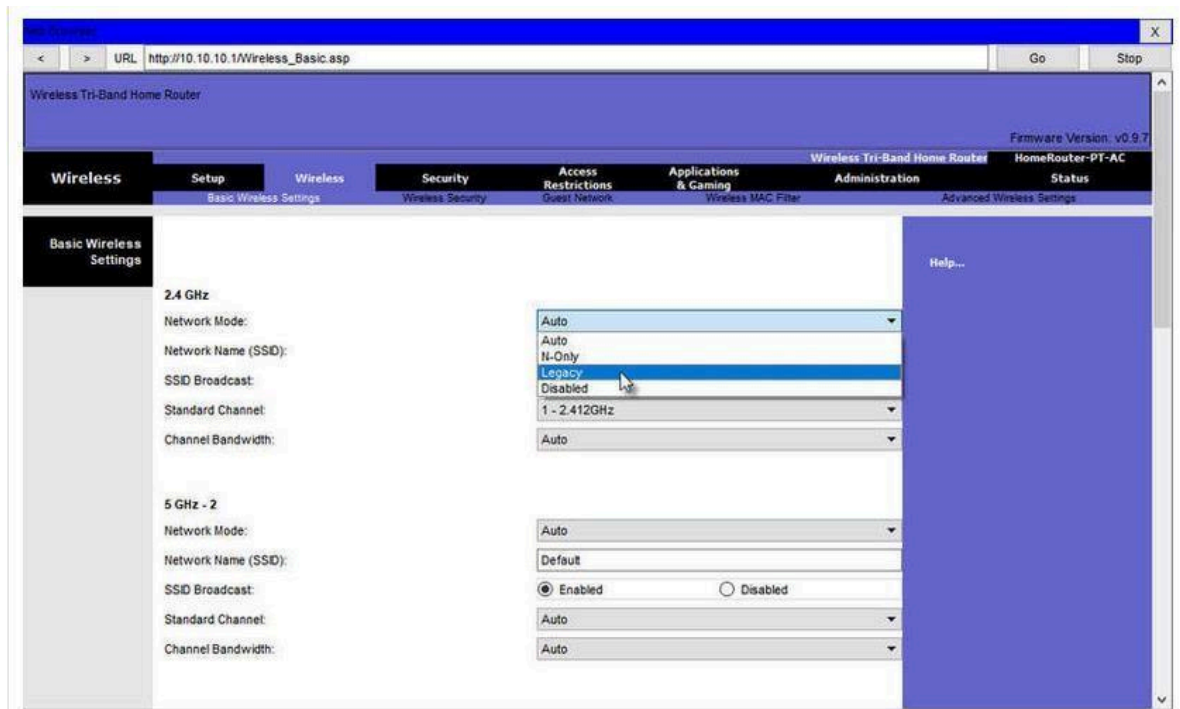 X
< > URL http://10.10.10.1/Wireless_Basic.asp Go Stop
Wireless Tri-Band Home Router
Firmware Version: v0.9.7
Wireless Tri-Band Home Router HomeRouter-PT-AC
Wireless Setup Wireless Security Access Restrictions Applications & Gaming Administration Status
Basic Wireless Settings Wireless Security Guest Network Wireless MAC Filter Advanced Wireless Settings
Basic Wireless
Settings
Help...
2.4 GHz
Network Mode: Auto
Auto
N-Only
Network Name (SSID):
Legacy
SSID Broadcast:
Disabled
Standard Channel: 1 - 2.412GHz
Channel Bandwidth: Auto
5 GHz - 2
Network Mode: Auto
Network Name (SSID): Default
SSID Broadcast: Enabled Disabled
Standard Channel: Auto
Channel Bandwidth: Auto